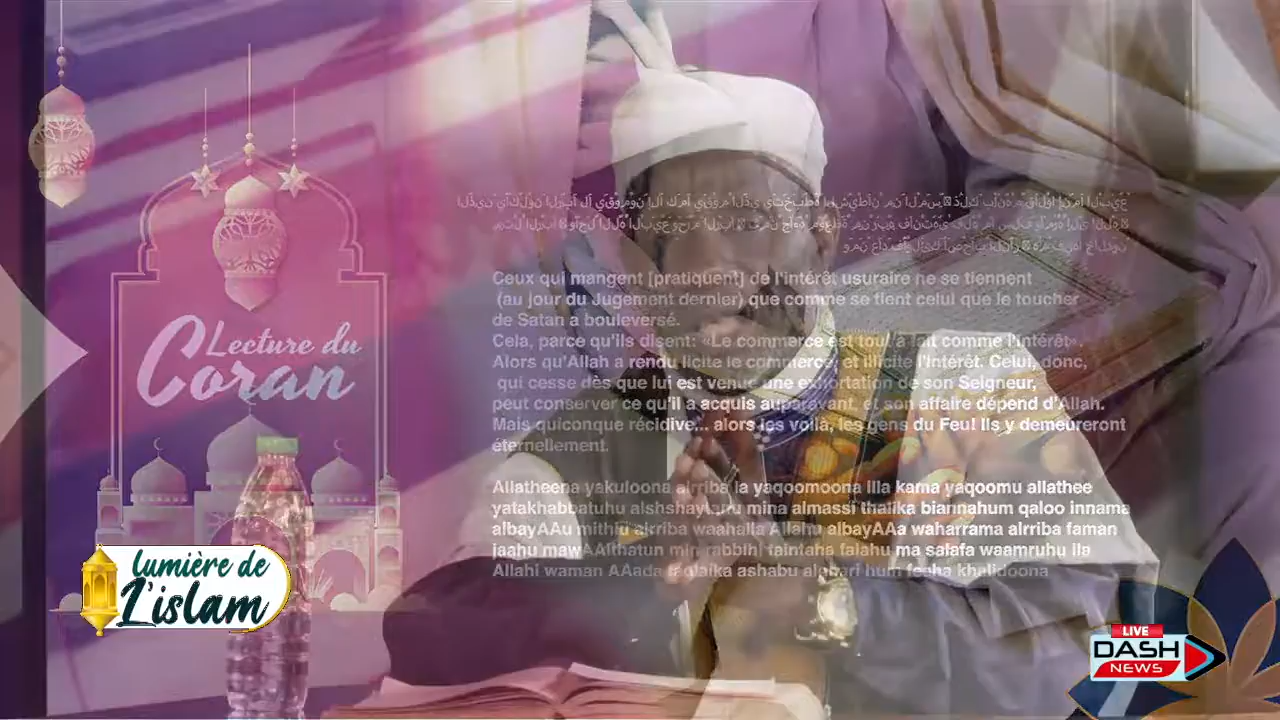 Lecture du
Coran
Ceux qui mangent [pratiquent] de l'intérêt usuraire ne se tiennent
(au jour du Jugement dernier) que comme se tient celui que le toucher
de Satan a bouleversé.
Cela, parce qu'ils disent: «Le commerce est tout à fait comme l'intérêt».
Alors qu'Allah a rendu licite le commerce, et illicite l'intérêt. Celui, donc,
qui cesse dès que lui est venue une exhortation de son Seigneur,
peut conserver ce qu'il a acquis auparavant, et son affaire dépend d'Allah.
Mais quiconque récidive... alors les voilà, les gens du Feu! Ils y demeureront
éternellement.
Allatheena yakuloona alrriba la yaqoomoona illa kama yaqoomu allathee
yatakhabbatuhu mina almassi thalika biannahum qaloo innama
albayAAu mithlu alrriba waahalla Allahu albayAAa waharrama alrriba faman
jaahu mawAAithatun min rabbihi faintaha falahu ma salafa waamruhu ila
Allahi waman AAada ashabu hum feeha khalidoona
Lumière de
L'islam
LIVE
DASH
NEWS